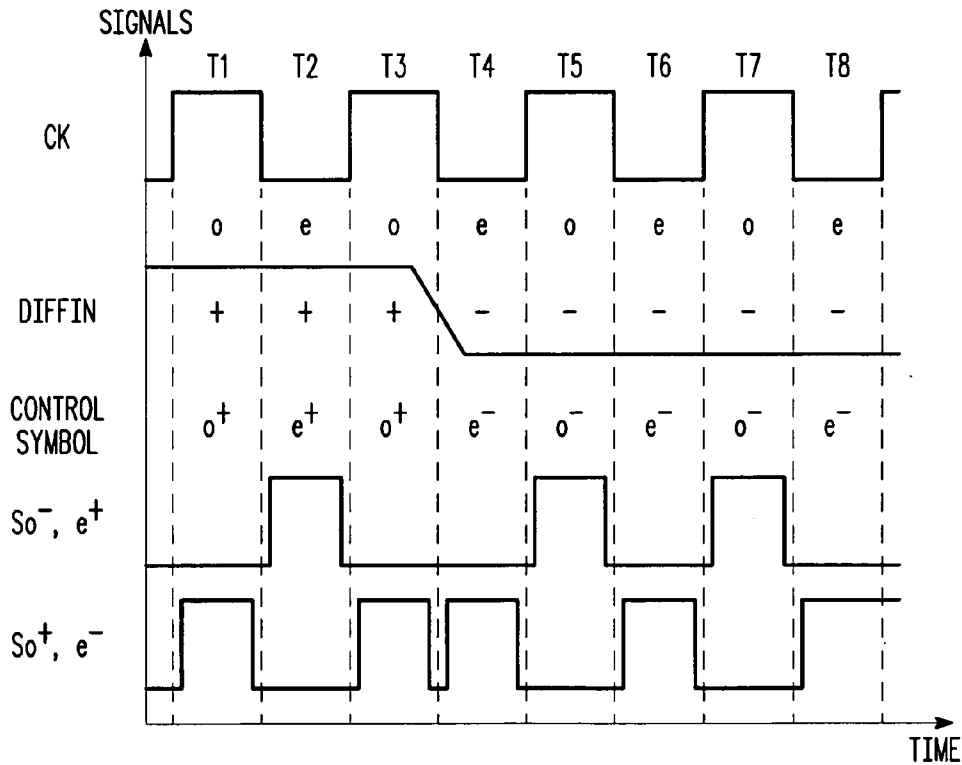 SIGNALS
T1 T2 T3 T4 T5 T6 T7 T8
CK
o e o e o e o e
DIFFIN
+ + + - - - - -
CONTROL
SYMBOL
o⁺ e⁺ o⁺ e⁻ o⁻ e⁻ o⁻ e⁻
So⁻, e⁺
So⁺, e⁻
TIME